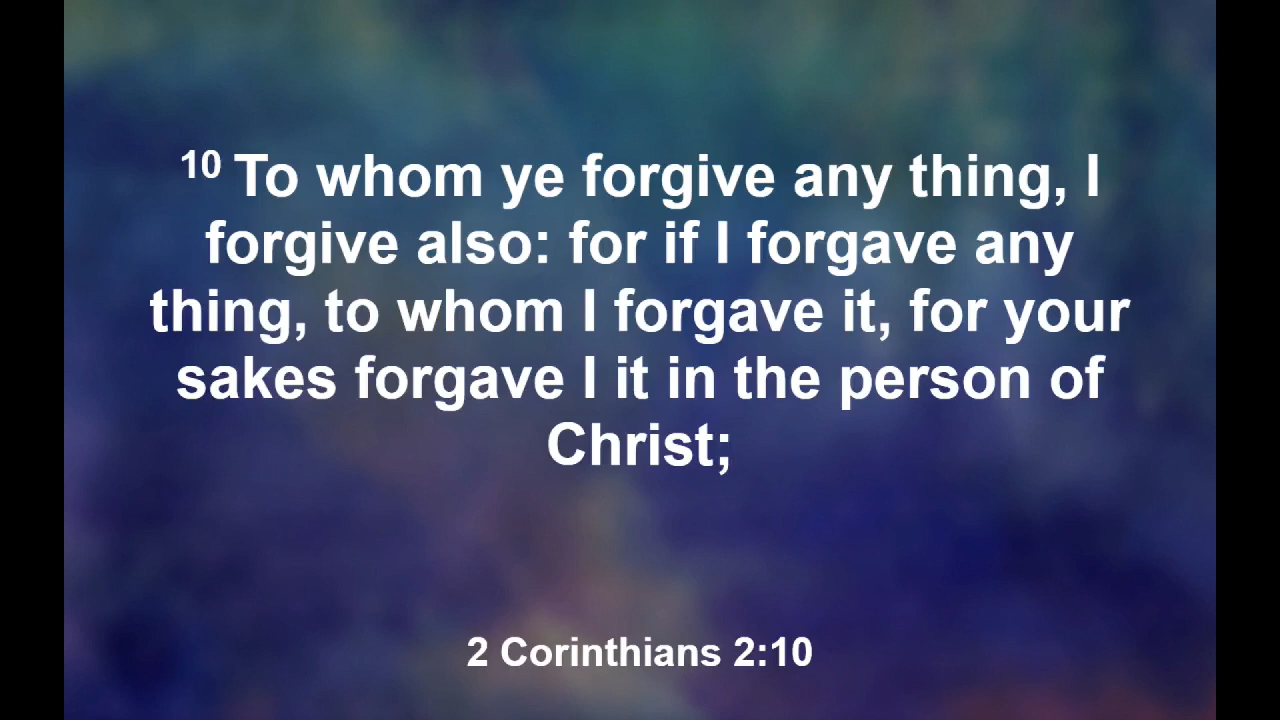 10 To whom ye forgive any thing, I
forgive also: for if I forgave any
thing, to whom I forgave it, for your
sakes forgave I it in the person of
Christ;
2 Corinthians 2:10